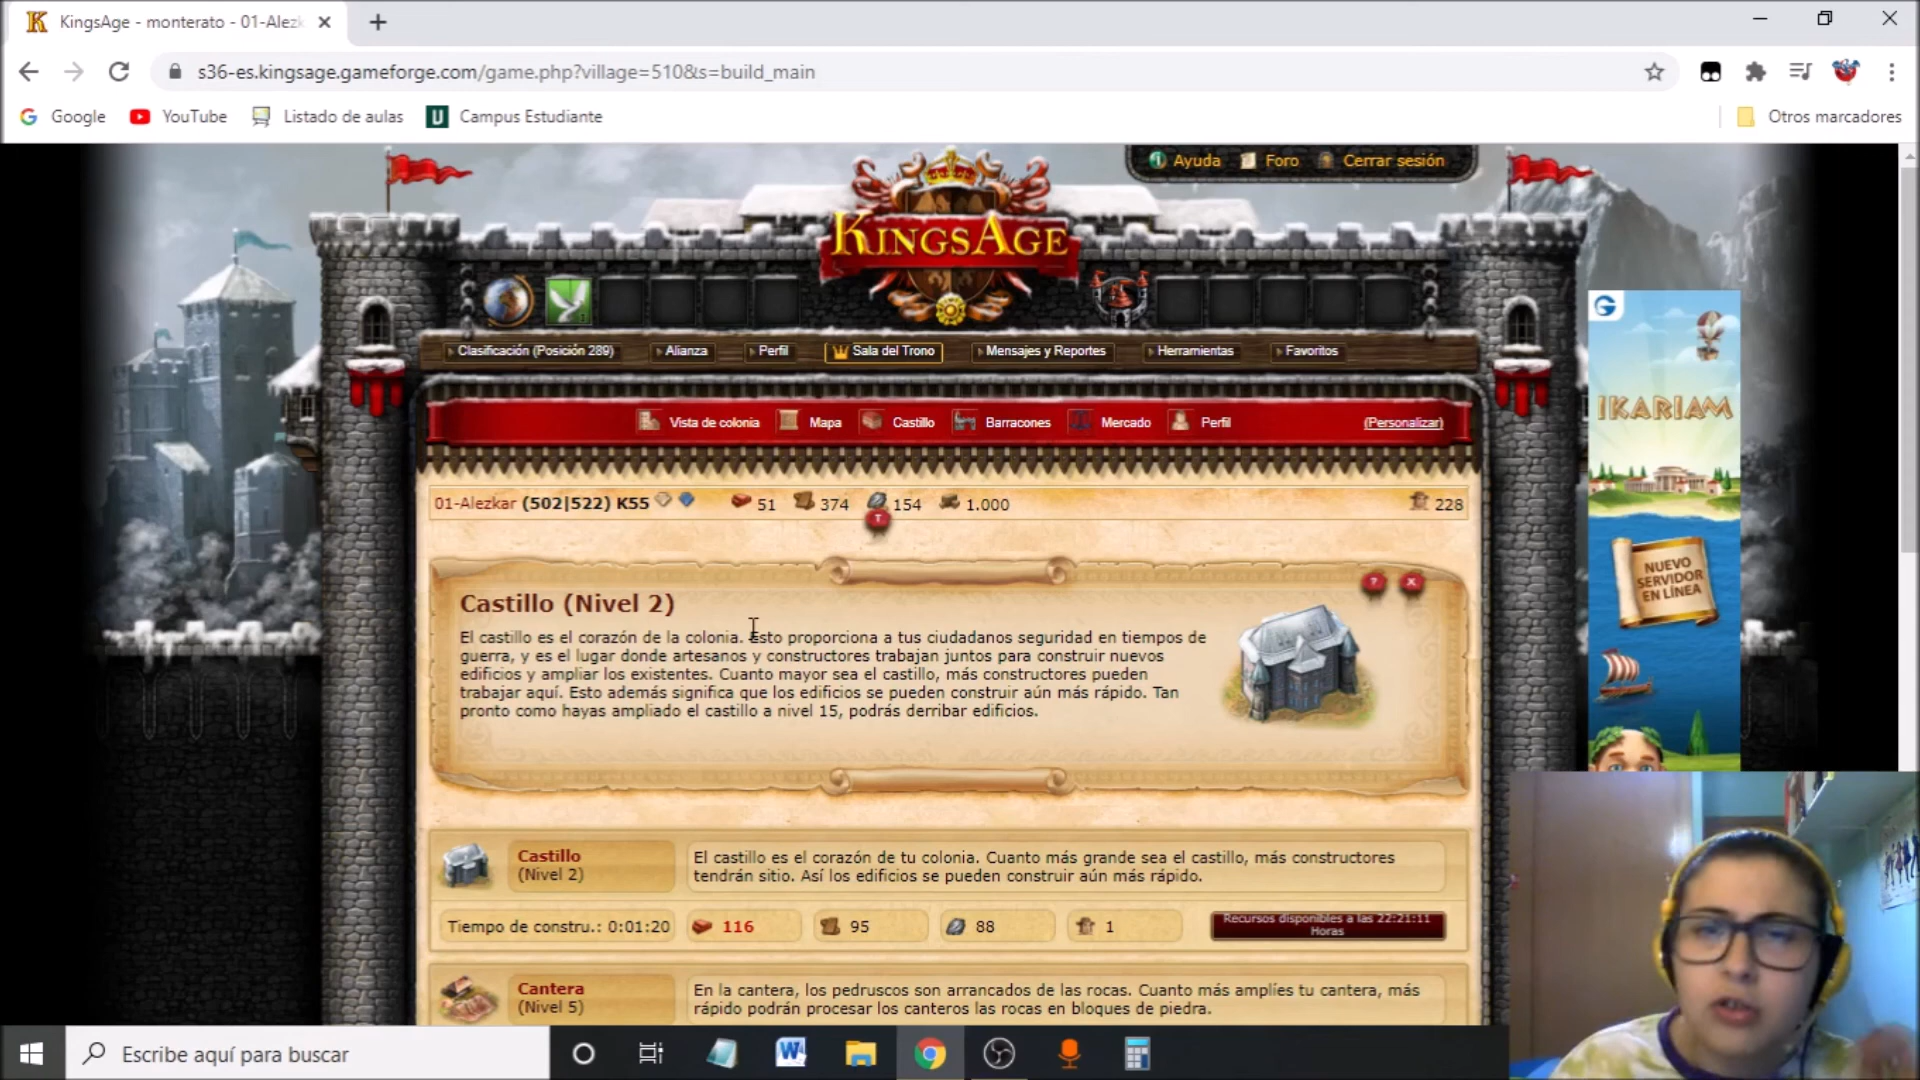 KingsAge - monterato - 01-Alezk
s36-es.kingsage.gameforge.com/game.php?village=510&s=build_main
Google
YouTube
Listado de aulas
Campus Estudiante
Otros marcadores
Ayuda
Foro
Cerrar sesión
KINGSAGE
Clasificación (Posición 289)
Alianza
Perfil
Sala del Trono
Mensajes y Reportes
Herramientas
Favoritos
Vista de colonia
Mapa
Castillo
Barracones
Mercado
Perfil
(Personalizar)
IKARIAM
NUEVO
SERVIDOR
EN LÍNEA
01-Alezkar (502|522) K55
51
374
154
1.000
228
T
Castillo (Nivel 2)
? X
El castillo es el corazón de la colonia. Esto proporciona a tus ciudadanos seguridad en tiempos de
guerra, y es el lugar donde artesanos y constructores trabajan juntos para construir nuevos
edificios y ampliar los existentes. Cuanto mayor sea el castillo, más constructores pueden
trabajar aquí. Esto además significa que los edificios se pueden construir aún más rápido. Tan
pronto como hayas ampliado el castillo a nivel 15, podrás derribar edificios.
Castillo
(Nivel 2)
El castillo es el corazón de tu colonia. Cuanto más grande sea el castillo, más constructores
tendrán sitio. Así los edificios se pueden construir aún más rápido.
Tiempo de constru.: 0:01:20
116
95
88
1
Recursos disponibles a las 22:21:11
Horas
Cantera
(Nivel 5)
En la cantera, los pedruscos son arrancados de las rocas. Cuanto más amplíes tu cantera, más
rápido podrán procesar los canteros las rocas en bloques de piedra.
Escribe aquí para buscar